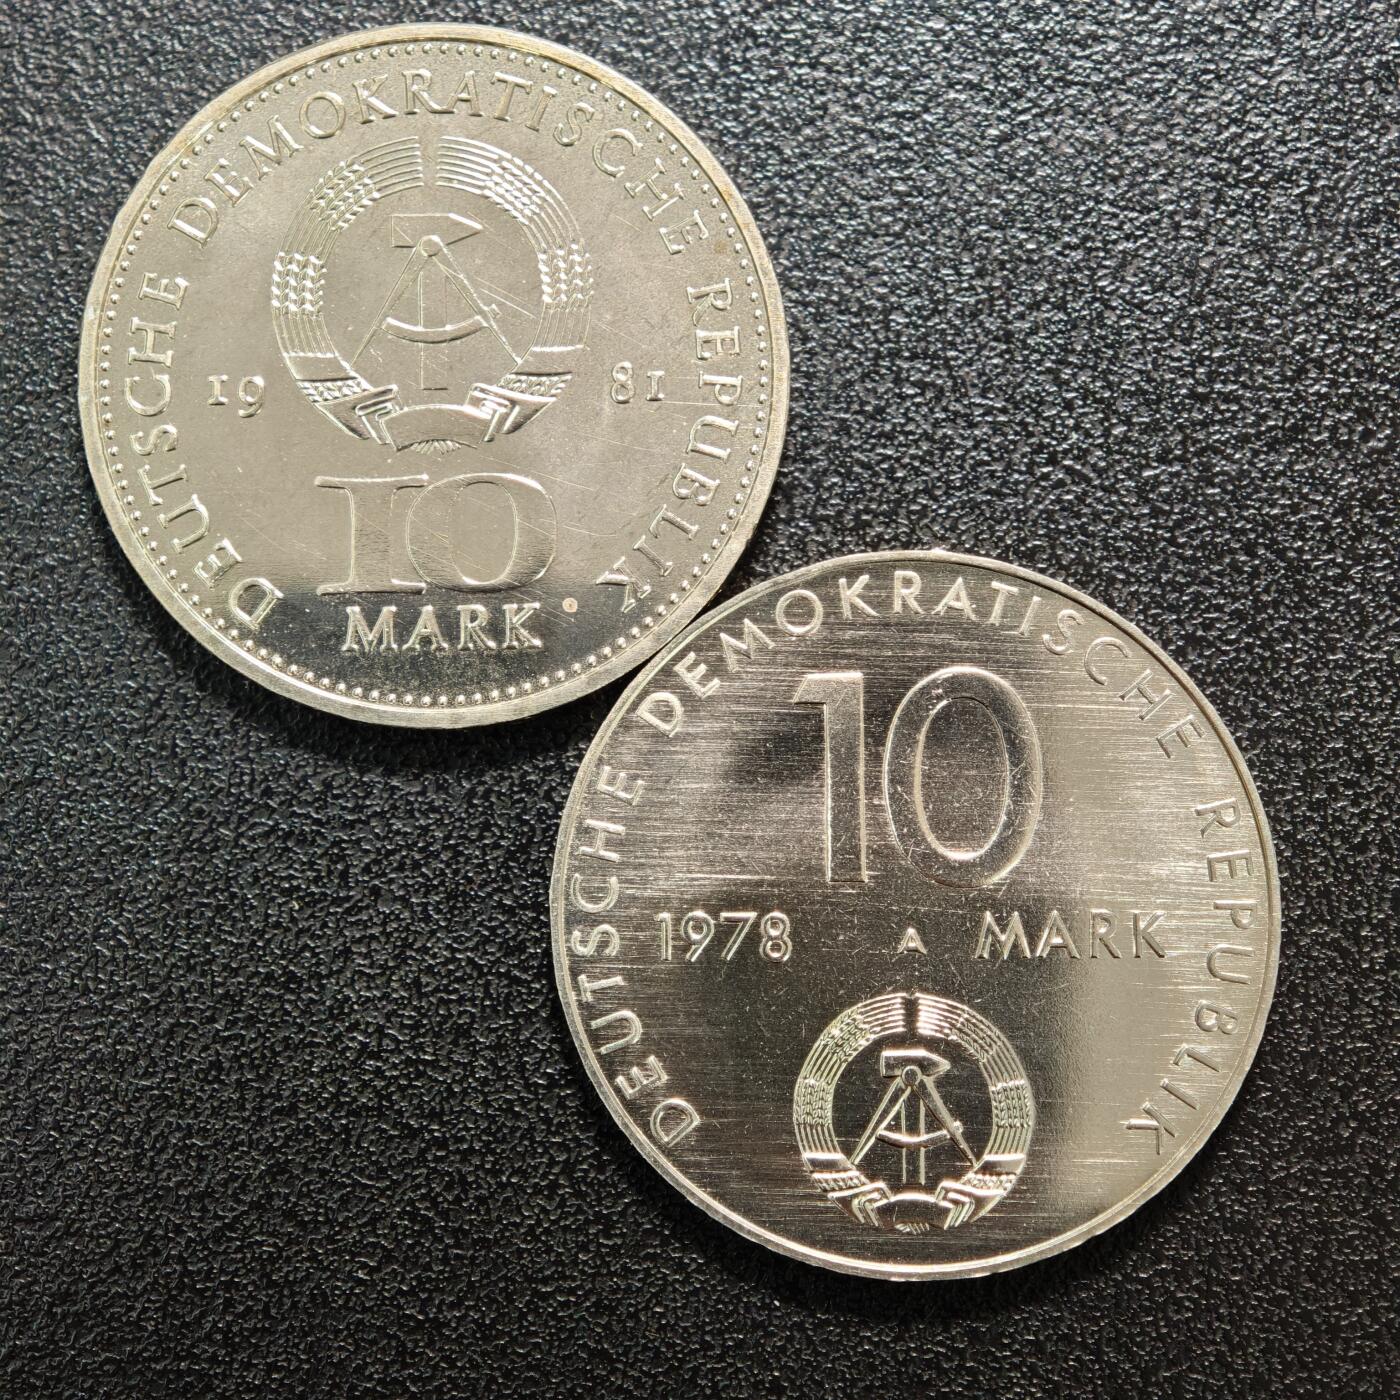 DEUTSCHE DEMOKRATISCHE REPUBLIK
19 81
10
MARK
DEUTSCHE DEMOKRATISCHE REPUBLIK
10
1978 A MARK